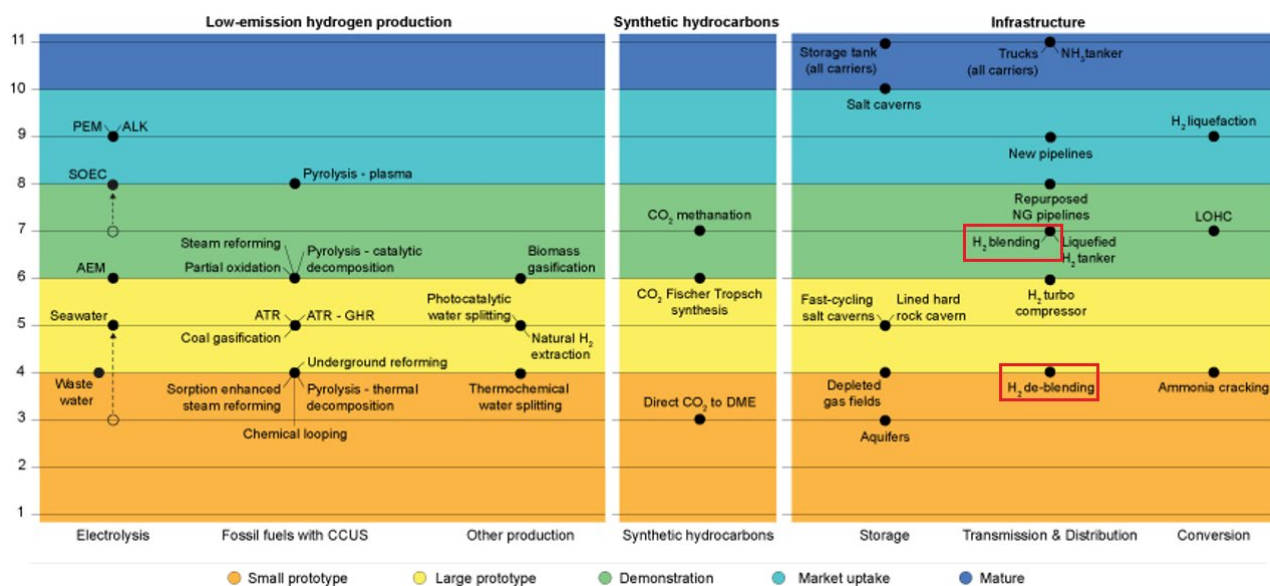 Low-emission hydrogen production
Synthetic hydrocarbons
Infrastructure
11
10
9
8
7
6
5
4
3
2
1
PEM
ALK
SOEC
AEM
Seawater
Waste
water
Electrolysis
Pyrolysis - plasma
Steam reforming
Partial oxidation
Pyrolysis - catalytic
decomposition
ATR
ATR - GHR
Coal gasification
Underground reforming
Sorption enhanced
steam reforming
Pyrolysis - thermal
decomposition
Chemical looping
Fossil fuels with CCUS
Biomass
gasification
Photocatalytic
water splitting
Natural H₂
extraction
Thermochemical
water splitting
Other production
CO₂ methanation
CO₂ Fischer Tropsch
synthesis
Direct CO₂ to DME
Synthetic hydrocarbons
Storage tank
(all carriers)
Salt caverns
Fast-cycling
salt caverns
Lined hard
rock cavern
Depleted
gas fields
Aquifers
Storage
Trucks
(all carriers)
NH₃ tanker
New pipelines
Repurposed
NG pipelines
H₂ blending
Liquefied
H₂ tanker
H₂ turbo
compressor
H₂ de-blending
Transmission & Distribution
H₂ liquefaction
LOHC
Ammonia cracking
Conversion
Small prototype
Large prototype
Demonstration
Market uptake
Mature